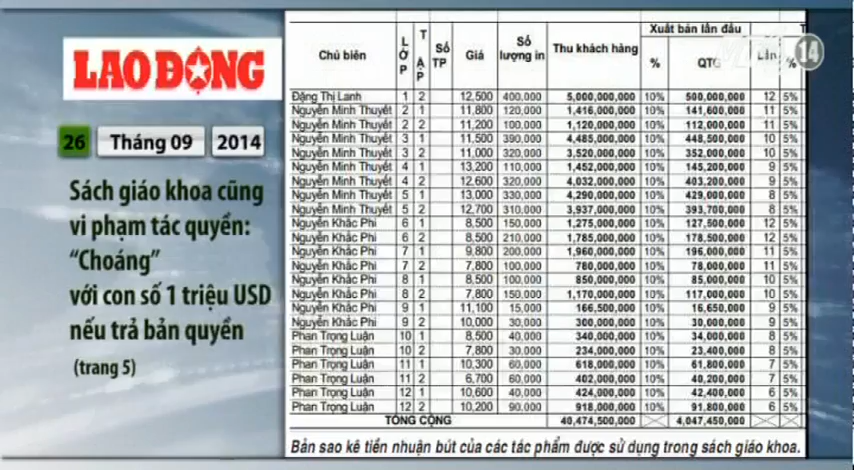 LAO ĐỘNG
26 Tháng 09 2014
Sách giáo khoa cũng
vi phạm tác quyền:
“Choáng”
với con số 1 triệu USD
nếu trả bản quyền
(trang 5)
14
Chủ biên LỚP TẬP Số TP Giá Số lượng in Thu khách hàng Xuất bản lần đầu T
% QTG Lần %
Đặng Thị Lanh 1 2 12,500 400,000 5,000,000,000 10% 500,000,000 12 5%
Nguyễn Minh Thuyết 2 1 11,800 120,000 1,416,000,000 10% 141,600,000 11 5%
Nguyễn Minh Thuyết 2 2 11,200 100,000 1,120,000,000 10% 112,000,000 11 5%
Nguyễn Minh Thuyết 3 1 11,500 390,000 4,485,000,000 10% 448,500,000 10 5%
Nguyễn Minh Thuyết 3 2 11,000 320,000 3,520,000,000 10% 352,000,000 10 5%
Nguyễn Minh Thuyết 4 1 13,200 110,000 1,452,000,000 10% 145,200,000 9 5%
Nguyễn Minh Thuyết 4 2 12,600 320,000 4,032,000,000 10% 403,200,000 9 5%
Nguyễn Minh Thuyết 5 1 13,000 330,000 4,290,000,000 10% 429,000,000 8 5%
Nguyễn Minh Thuyết 5 2 12,700 310,000 3,937,000,000 10% 393,700,000 8 5%
Nguyễn Khắc Phi 6 1 8,500 150,000 1,275,000,000 10% 127,500,000 12 5%
Nguyễn Khắc Phi 6 2 8,500 210,000 1,785,000,000 10% 178,500,000 12 5%
Nguyễn Khắc Phi 7 1 9,800 200,000 1,960,000,000 10% 196,000,000 11 5%
Nguyễn Khắc Phi 7 2 7,800 100,000 780,000,000 10% 78,000,000 11 5%
Nguyễn Khắc Phi 8 1 8,500 100,000 850,000,000 10% 85,000,000 10 5%
Nguyễn Khắc Phi 8 2 7,800 150,000 1,170,000,000 10% 117,000,000 10 5%
Nguyễn Khắc Phi 9 1 11,100 15,000 166,500,000 10% 16,650,000 9 5%
Nguyễn Khắc Phi 9 2 10,000 30,000 300,000,000 10% 30,000,000 9 5%
Phan Trọng Luận 10 1 8,500 40,000 340,000,000 10% 34,000,000 8 5%
Phan Trọng Luận 10 2 7,800 30,000 234,000,000 10% 23,400,000 8 5%
Phan Trọng Luận 11 1 10,300 60,000 618,000,000 10% 61,800,000 7 5%
Phan Trọng Luận 11 2 6,700 60,000 402,000,000 10% 40,200,000 7 5%
Phan Trọng Luận 12 1 10,600 40,000 424,000,000 10% 42,400,000 6 5%
Phan Trọng Luận 12 2 10,200 90,000 918,000,000 10% 91,800,000 6 5%
TỔNG CỘNG 40,474,500,000 4,047,450,000
Bản sao kê tiền nhuận bút của các tác phẩm được sử dụng trong sách giáo khoa.